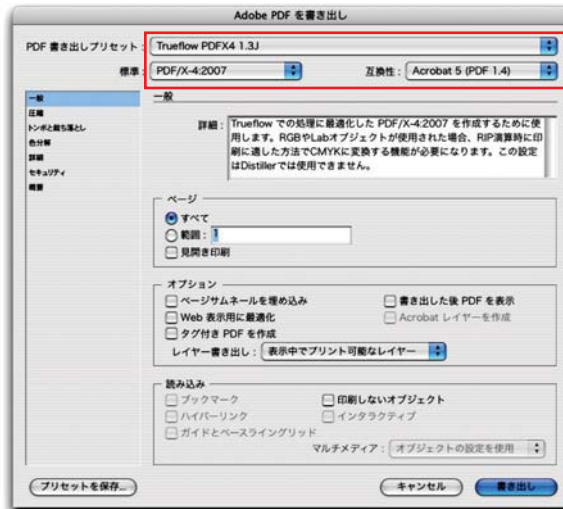 Adobe PDF を書き出し
PDF 書き出しプリセット： Trueflow PDFX4 1.3J
標準： PDF/X-4:2007 互換性： Acrobat 5 (PDF 1.4)
一般
圧縮
トンボと裁ち落とし
色分解
詳細
セキュリティ
概要
一般
詳細： Trueflow での処理に最適化した PDF/X-4:2007 を作成するために使
用します。RGBやLabオブジェクトが使用された場合、RIP演算時に印
刷に適した方法でCMYKに変換する機能が必要になります。この設定
はDistillerでは使用できません。
ページ
すべて
範囲： 1
見開き印刷
オプション
ページサムネールを埋め込み 書き出した後 PDF を表示
Web 表示用に最適化 Acrobat レイヤーを作成
タグ付き PDF を作成
レイヤー書き出し： 表示中でプリント可能なレイヤー
読み込み
ブックマーク 印刷しないオブジェクト
ハイパーリンク インタラクティブ
ガイドとベースライングリッド
マルチメディア： オブジェクトの設定を使用
プリセットを保存... キャンセル 書き出し